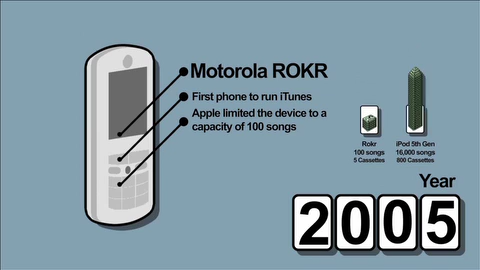 Motorola ROKR
First phone to run iTunes
Apple limited the device to a
capacity of 100 songs
Rokr
100 songs
5 Cassettes
iPod 5th Gen
16,000 songs
800 Cassettes
Year
2005